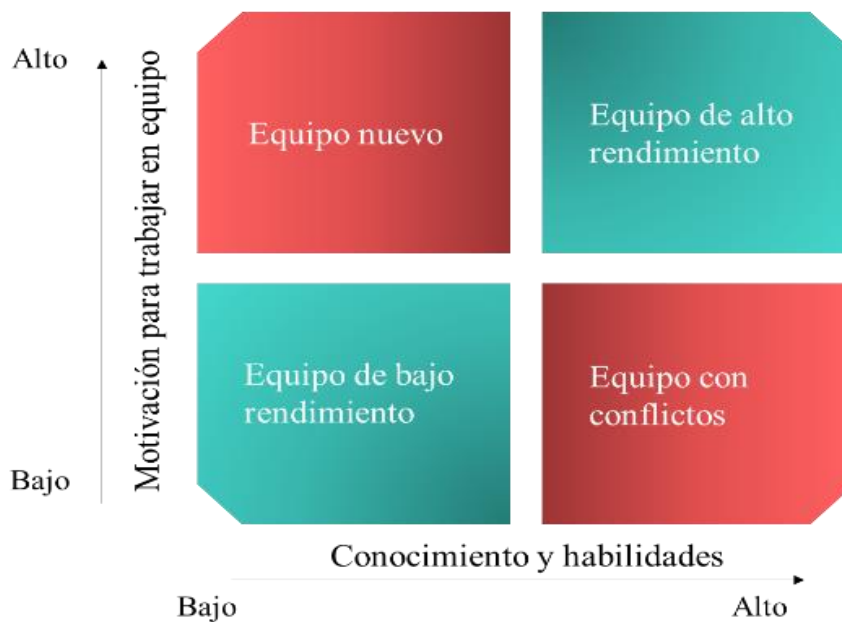 Alto
Motivación para trabajar en equipo
Equipo nuevo
Equipo de alto
rendimiento
Equipo de bajo
rendimiento
Equipo con
conflictos
Bajo
Conocimiento y habilidades
Bajo
Alto